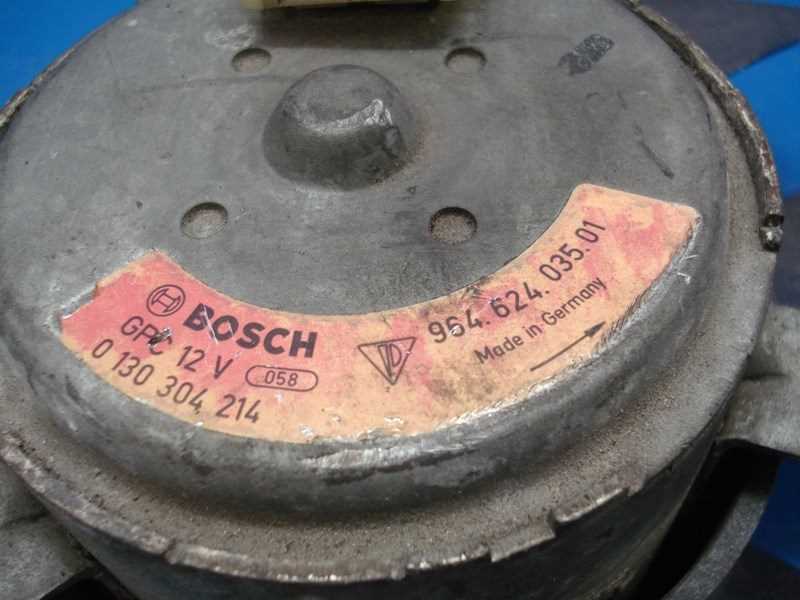 BOSCH
GPC 12 V
058
0 130 304 214
964.624.035.01
Made in Germany